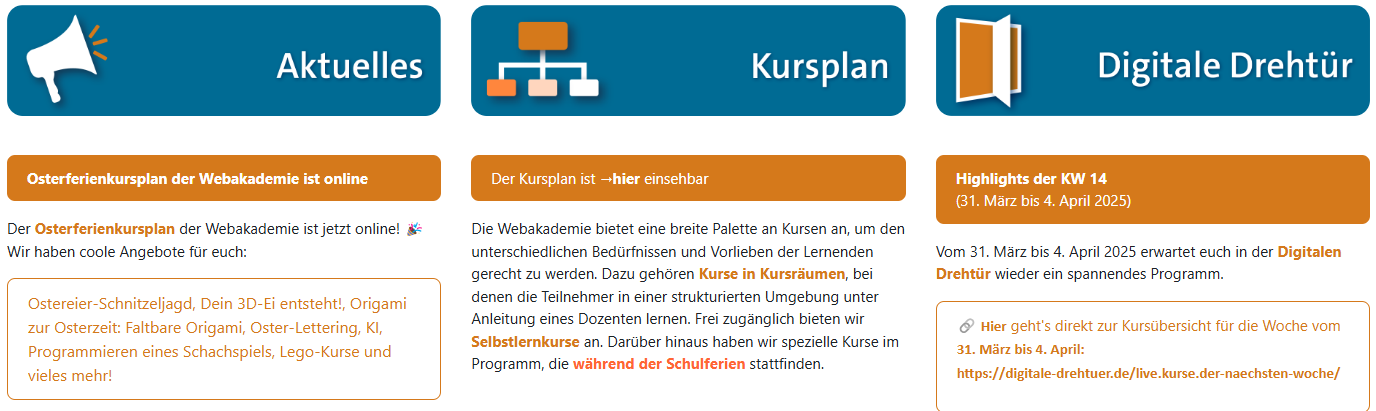 Aktuelles
Osterferienkursplan der Webakademie ist online
Der Osterferienkursplan der Webakademie ist jetzt online! 🎉
Wir haben coole Angebote für euch:
Ostereier-Schnitzeljagd, Dein 3D-Ei entsteht!, Origami
zur Osterzeit: Faltbare Origami, Oster-Lettering, KI,
Programmieren eines Schachspiels, Lego-Kurse und
vieles mehr!
Kursplan
Der Kursplan ist →hier einsehbar
Die Webakademie bietet eine breite Palette an Kursen an, um den
unterschiedlichen Bedürfnissen und Vorlieben der Lernenden
gerecht zu werden. Dazu gehören Kurse in Kursräumen, bei
denen die Teilnehmer in einer strukturierten Umgebung unter
Anleitung eines Dozenten lernen. Frei zugänglich bieten wir
Selbstlernkurse an. Darüber hinaus haben wir spezielle Kurse im
Programm, die während der Schulferien stattfinden.
Digitale Drehtür
Highlights der KW 14
(31. März bis 4. April 2025)
Vom 31. März bis 4. April 2025 erwartet euch in der Digitalen
Drehtür wieder ein spannendes Programm.
🔗 Hier geht's direkt zur Kursübersicht für die Woche vom
31. März bis 4. April:
https://digitale-drehtuer.de/live.kurse.der-naechsten-woche/